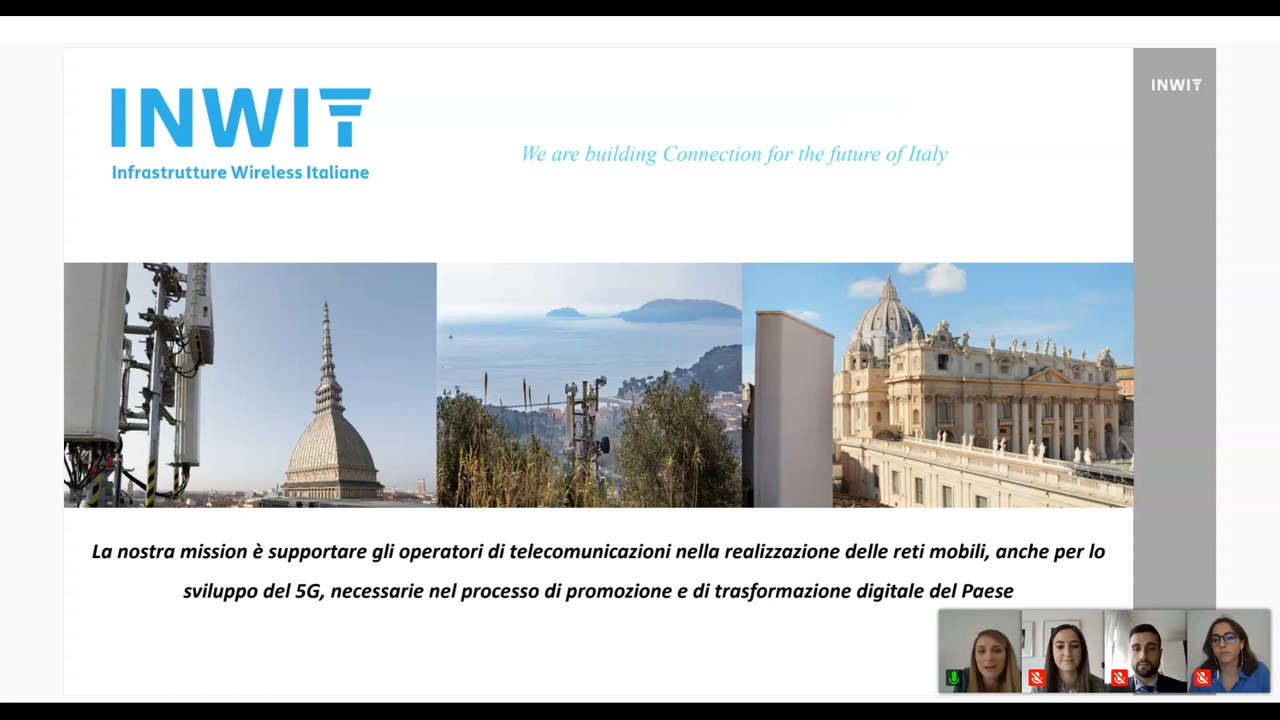 INWIT
Infrastrutture Wireless Italiane
We are building Connection for the future of Italy
INWIT
La nostra mission è supportare gli operatori di telecomunicazioni nella realizzazione delle reti mobili, anche per lo
sviluppo del 5G, necessarie nel processo di promozione e di trasformazione digitale del Paese